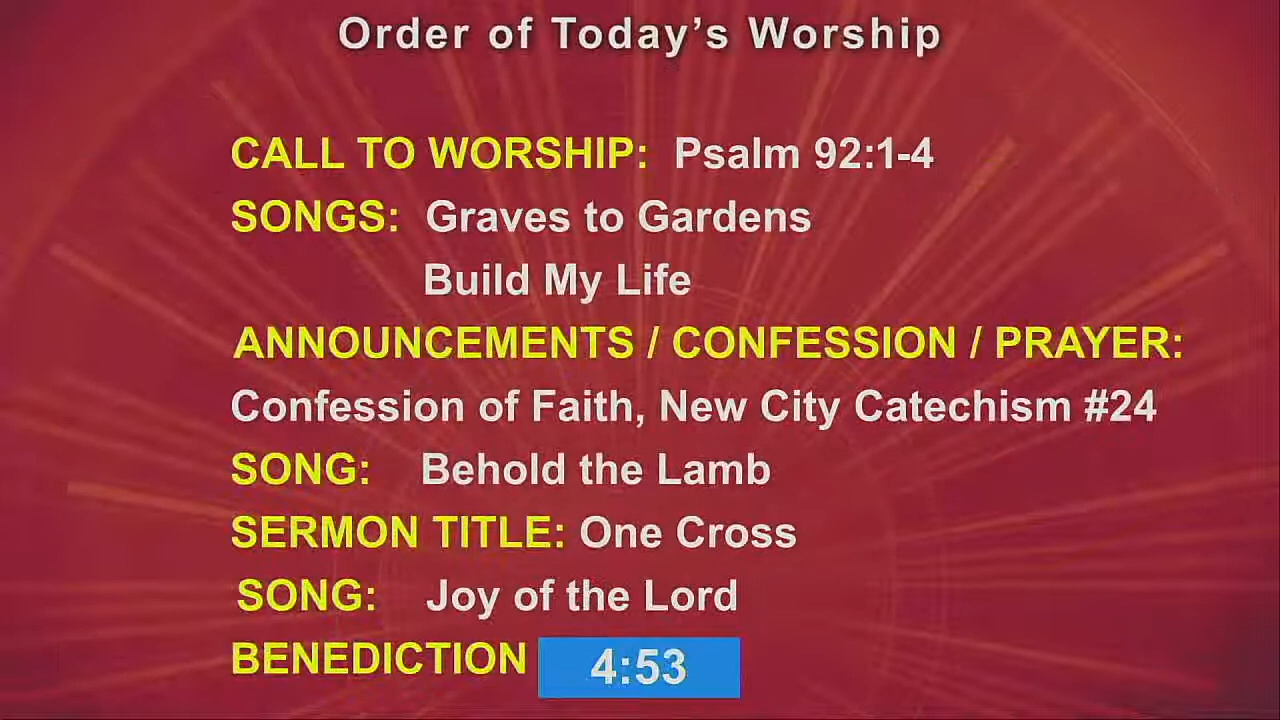 Order of Today’s Worship
CALL TO WORSHIP: Psalm 92:1-4
SONGS: Graves to Gardens
Build My Life
ANNOUNCEMENTS / CONFESSION / PRAYER:
Confession of Faith, New City Catechism #24
SONG: Behold the Lamb
SERMON TITLE: One Cross
SONG: Joy of the Lord
BENEDICTION 4:53